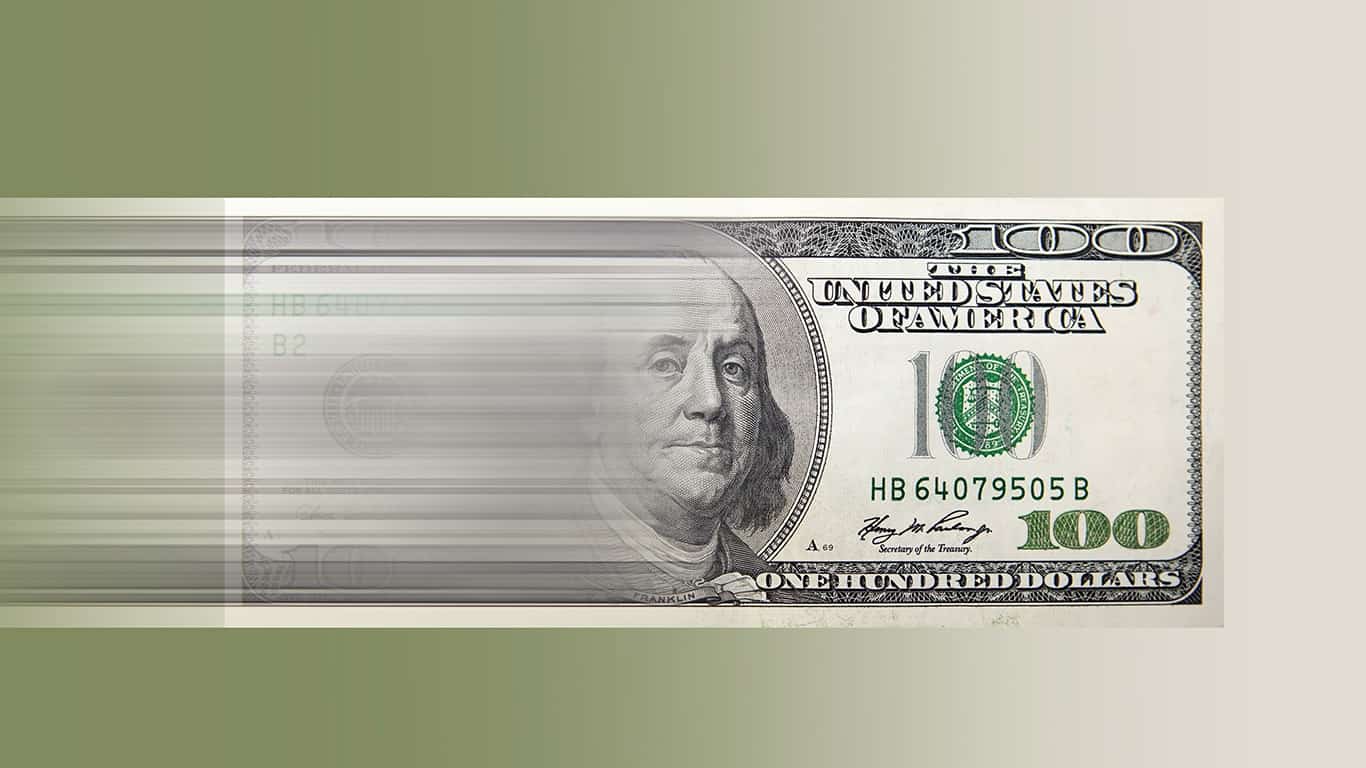 100
FEDERAL
HB 640
B2
THE
UNITED STATES
OF AMERICA
100
HB 64079505 B
A 69
Secretary of the Treasury.
100
FRANKLIN
ONE HUNDRED DOLLARS